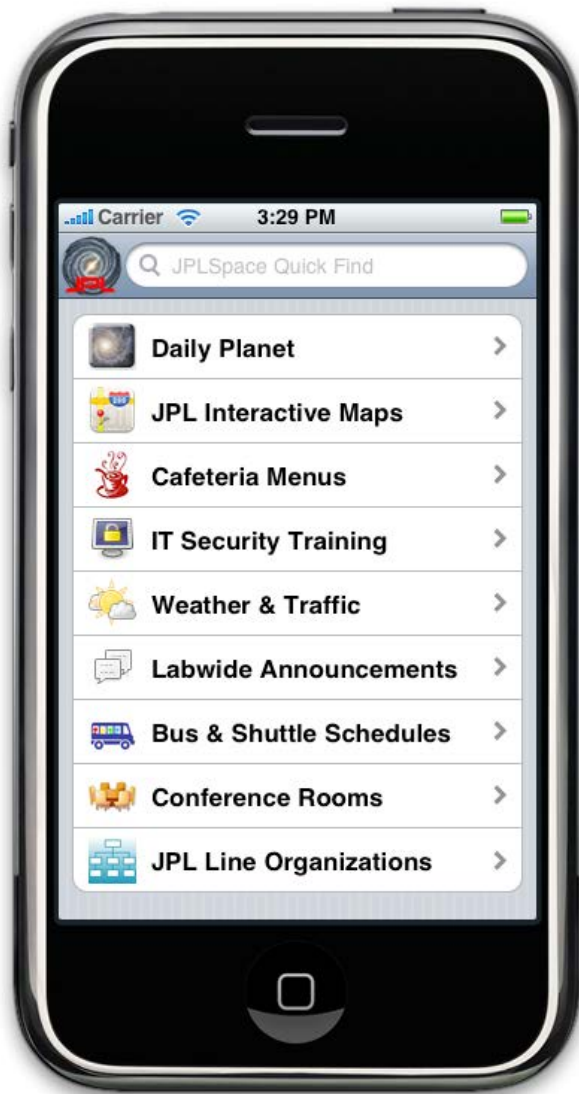 Carrier 3:29 PM
JPLSpace Quick Find
Daily Planet
JPL Interactive Maps
Cafeteria Menus
IT Security Training
Weather & Traffic
Labwide Announcements
Bus & Shuttle Schedules
Conference Rooms
JPL Line Organizations